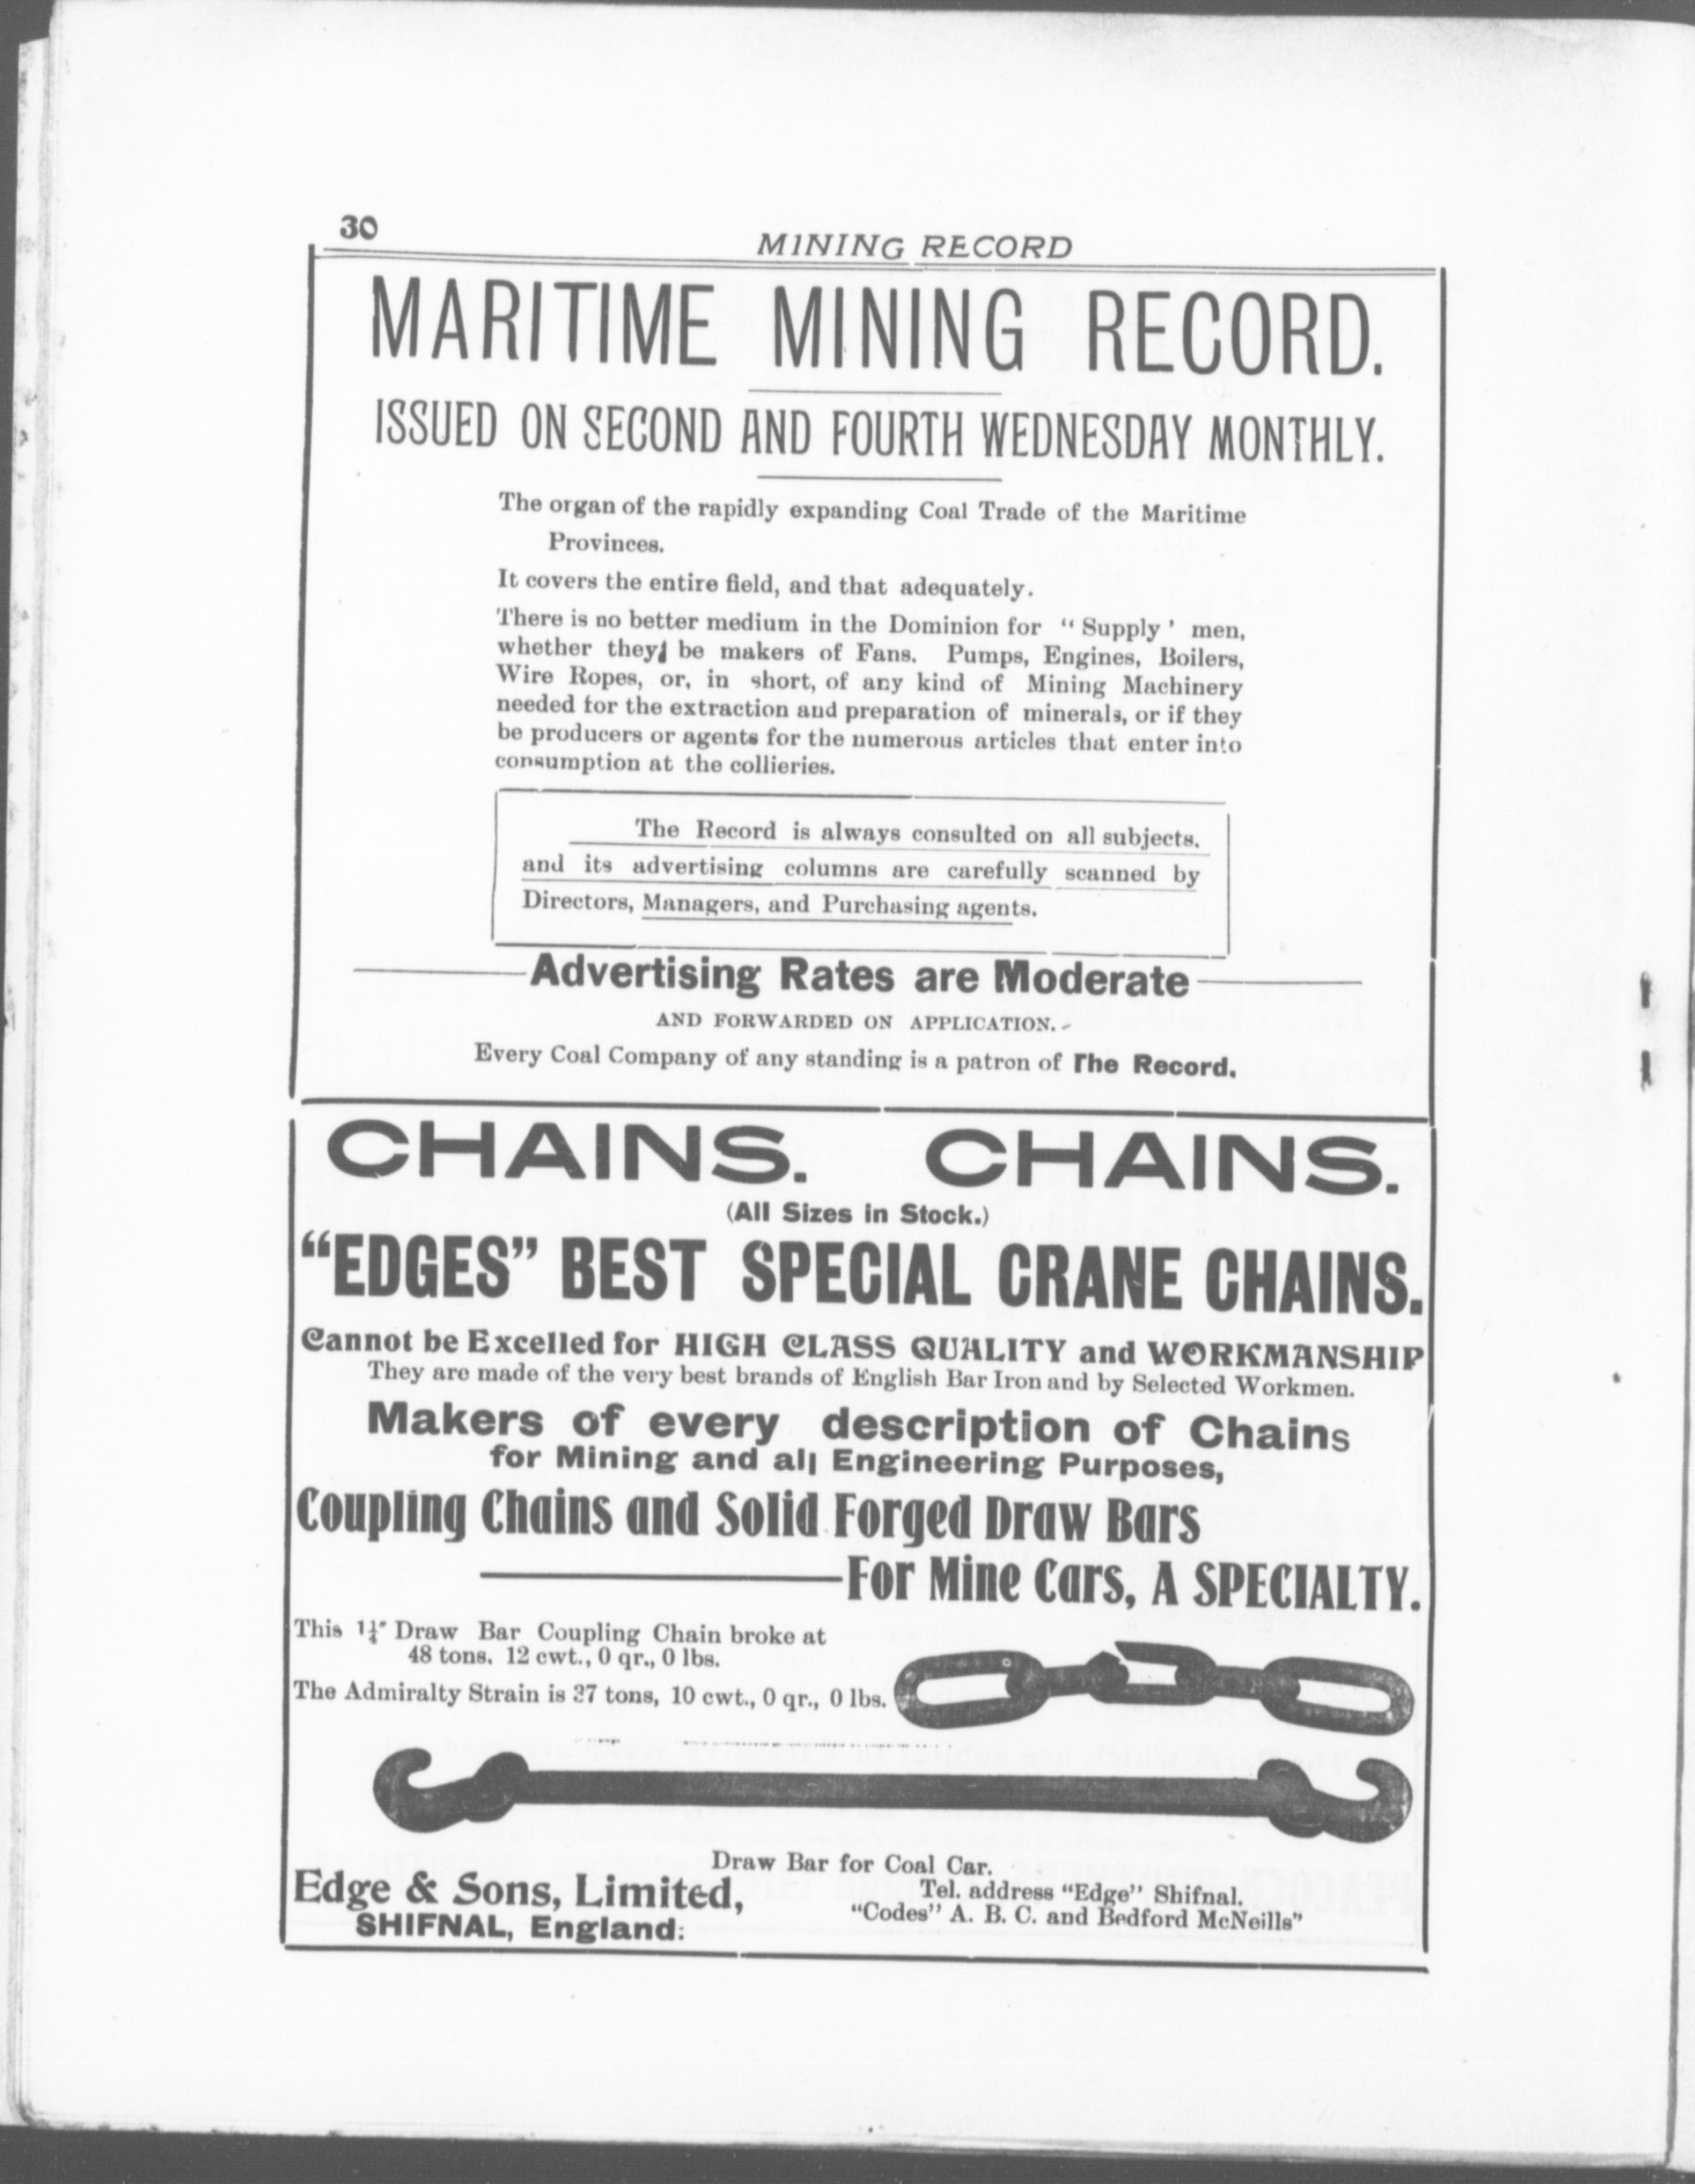 30
MINING RECORD
MARITIME MINING RECORD.
ISSUED ON SECOND AND FOURTH WEDNESDAY MONTHLY.
The organ of the rapidly expanding Coal Trade of the Maritime
Provinces.
It covers the entire field, and that adequately.
There is no better medium in the Dominion for “ Supply ’ men,
whether they be makers of Fans. Pumps, Engines, Boilers,
Wire Ropes, or, in short, of any kind of Mining Machinery
needed for the extraction and preparation of minerals, or if they
be producers or agents for the numerous articles that enter into
consumption at the collieries.
The Record is always consulted on all subjects,
and its advertising columns are carefully scanned by
Directors, Managers, and Purchasing agents.
Advertising Rates are Moderate
AND FORWARDED ON APPLICATION. -
Every Coal Company of any standing is a patron of The Record.
CHAINS. CHAINS.
(All Sizes in Stock.)
“EDGES” BEST SPECIAL CRANE CHAINS.
Cannot be Excelled for HIGH CLASS QUALITY and WORKMANSHIP
They are made of the very best brands of English Bar Iron and by Selected Workmen.
Makers of every description of Chains
for Mining and all Engineering Purposes,
Coupling Chains and Solid Forged Draw Bars
For Mine Cars, A SPECIALTY.
This 1¼″ Draw Bar Coupling Chain broke at
48 tons. 12 cwt., 0 qr., 0 lbs.
The Admiralty Strain is 27 tons, 10 cwt., 0 qr., 0 lbs.
Draw Bar for Coal Car.
Edge & Sons, Limited,
SHIFNAL, England:
Tel. address “Edge” Shifnal.
“Codes” A. B. C. and Bedford McNeills”